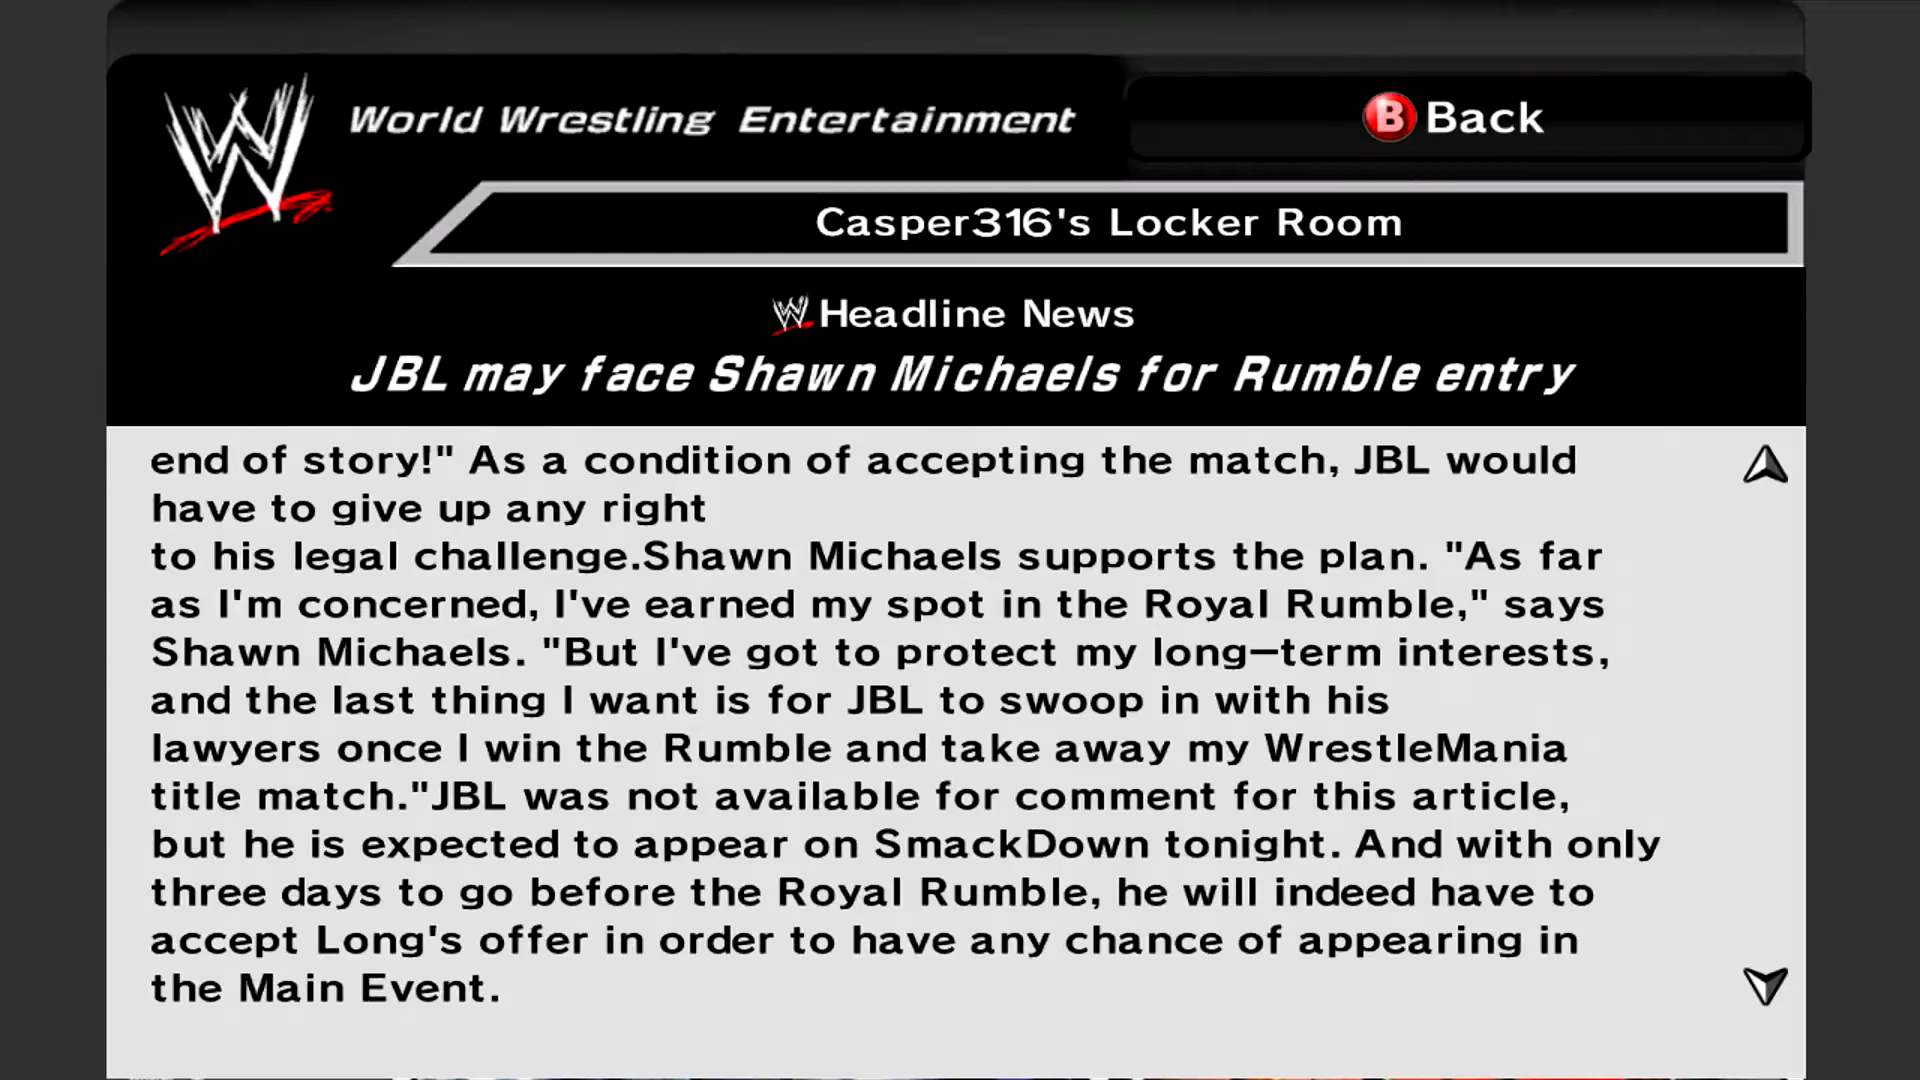 World Wrestling Entertainment
B Back
Casper316's Locker Room
W Headline News
JBL may face Shawn Michaels for Rumble entry
end of story!" As a condition of accepting the match, JBL would
have to give up any right
to his legal challenge.Shawn Michaels supports the plan. "As far
as I'm concerned, I've earned my spot in the Royal Rumble," says
Shawn Michaels. "But I've got to protect my long–term interests,
and the last thing I want is for JBL to swoop in with his
lawyers once I win the Rumble and take away my WrestleMania
title match."JBL was not available for comment for this article,
but he is expected to appear on SmackDown tonight. And with only
three days to go before the Royal Rumble, he will indeed have to
accept Long's offer in order to have any chance of appearing in
the Main Event.